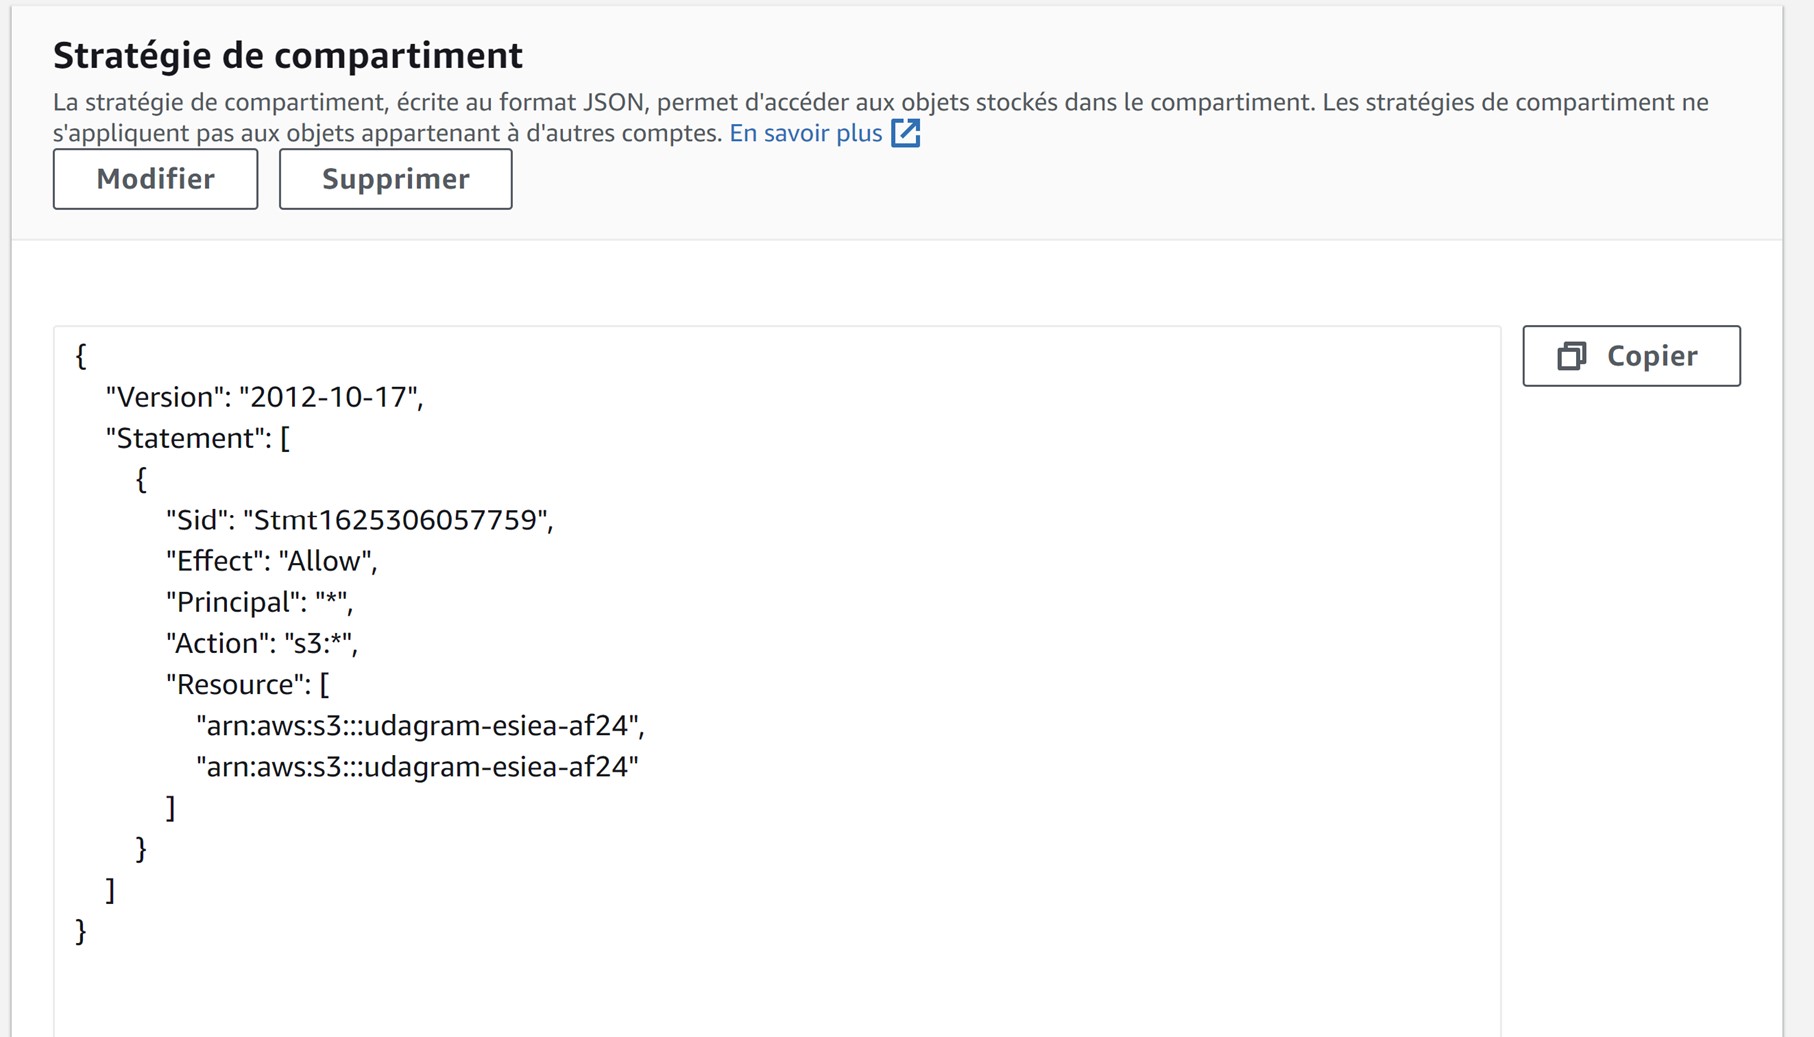 Stratégie de compartiment
La stratégie de compartiment, écrite au format JSON, permet d'accéder aux objets stockés dans le compartiment. Les stratégies de compartiment ne
s'appliquent pas aux objets appartenant à d'autres comptes. En savoir plus
Modifier Supprimer
Copier
{
"Version": "2012-10-17",
"Statement": [
{
"Sid": "Stmt1625306057759",
"Effect": "Allow",
"Principal": "*",
"Action": "s3:*",
"Resource": [
"arn:aws:s3:::udagram-esiea-af24",
"arn:aws:s3:::udagram-esiea-af24"
]
}
]
}